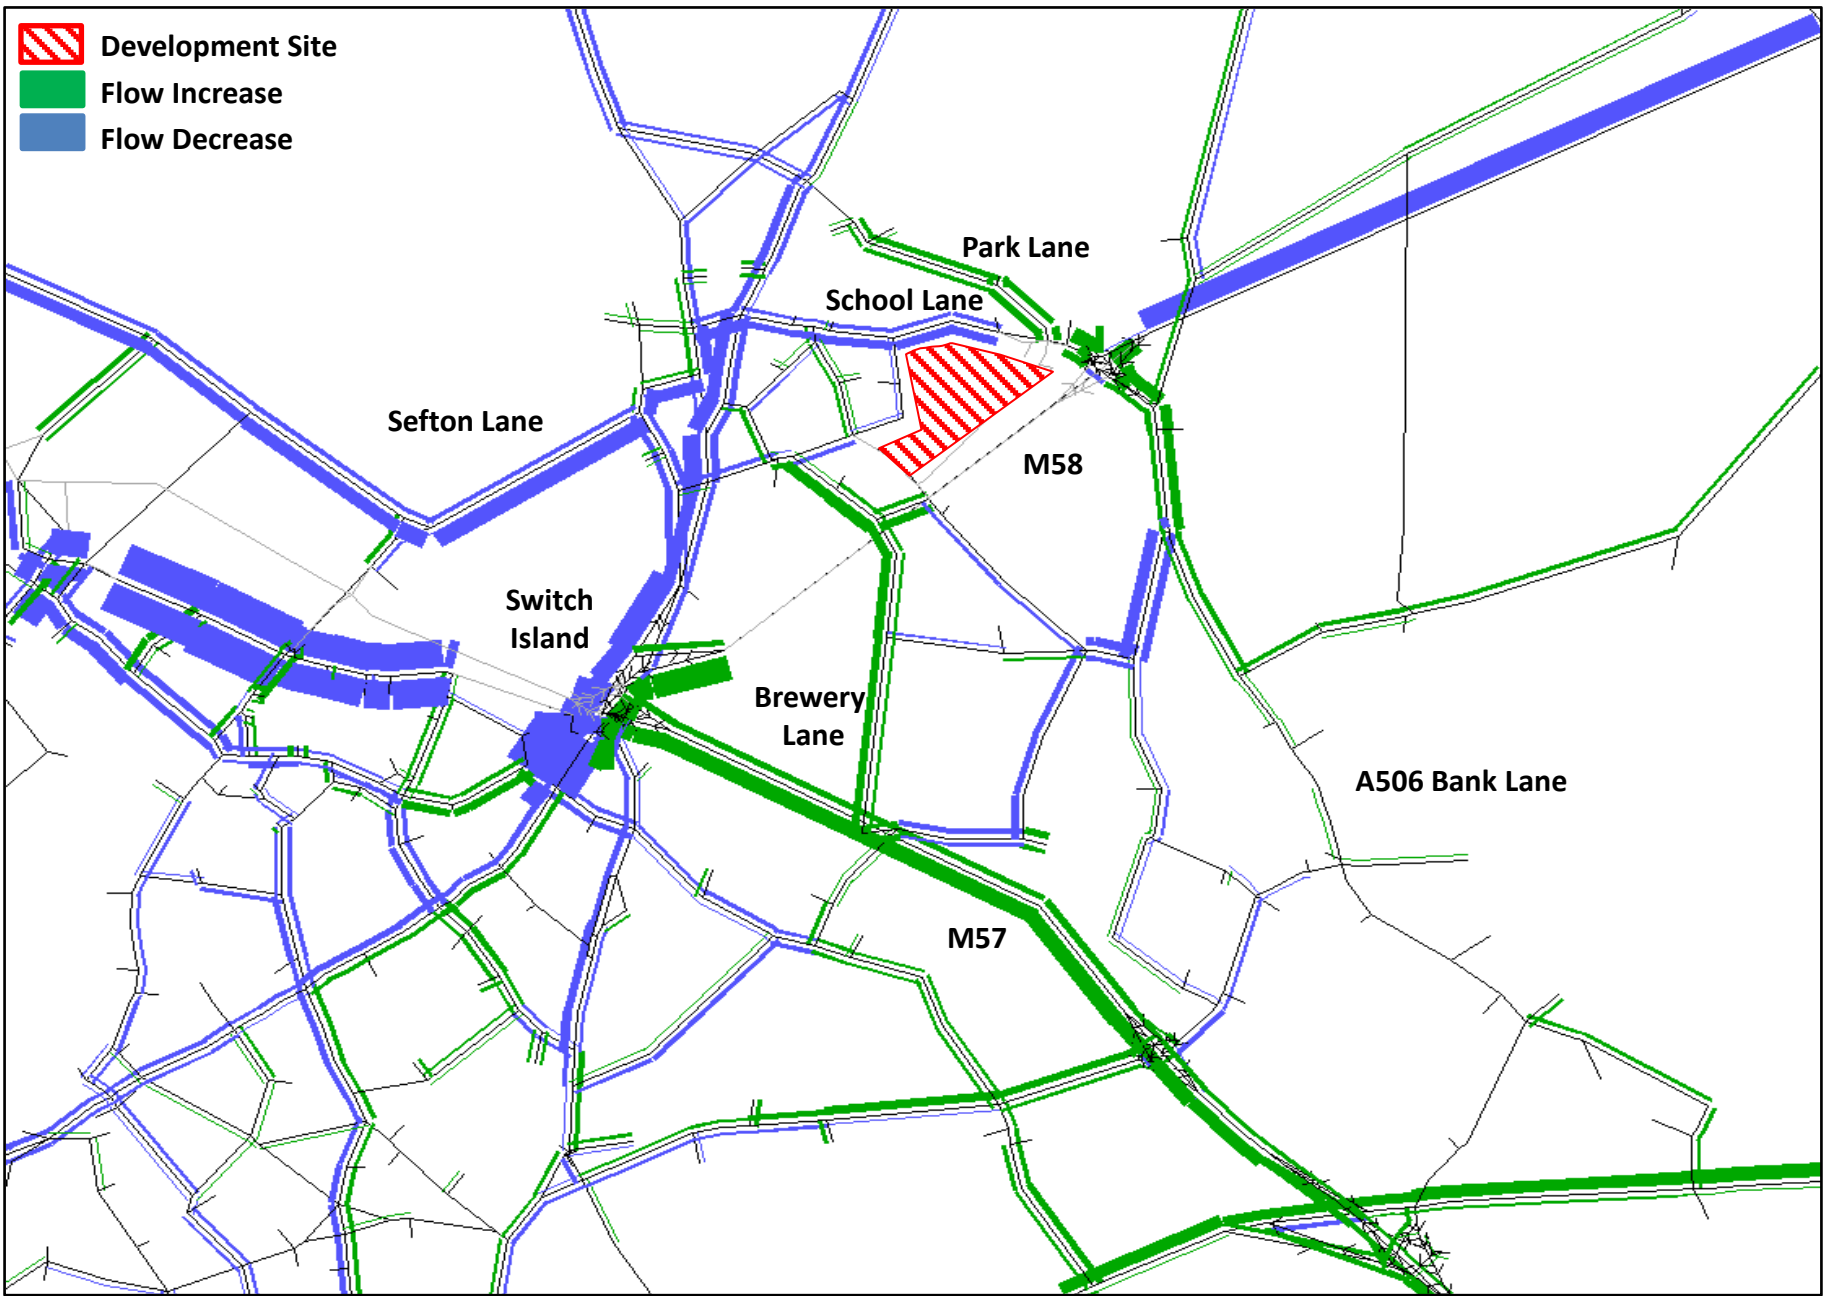 Development Site
Flow Increase
Flow Decrease
Park Lane
School Lane
Sefton Lane
M58
Switch
Island
Brewery
Lane
A506 Bank Lane
M57